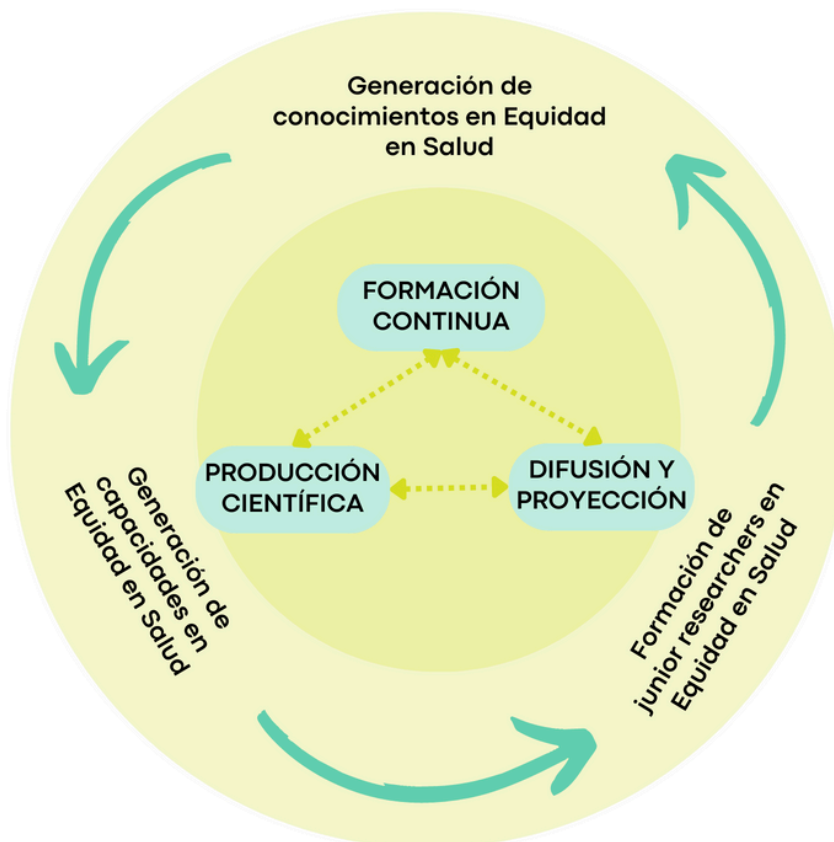 Generación de
conocimientos en Equidad
en Salud
FORMACIÓN
CONTINUA
PRODUCCIÓN
CIENTÍFICA
DIFUSIÓN Y
PROYECCIÓN
Generación de
capacidades en
Equidad en Salud
Formación de
junior researchers en
Equidad en Salud